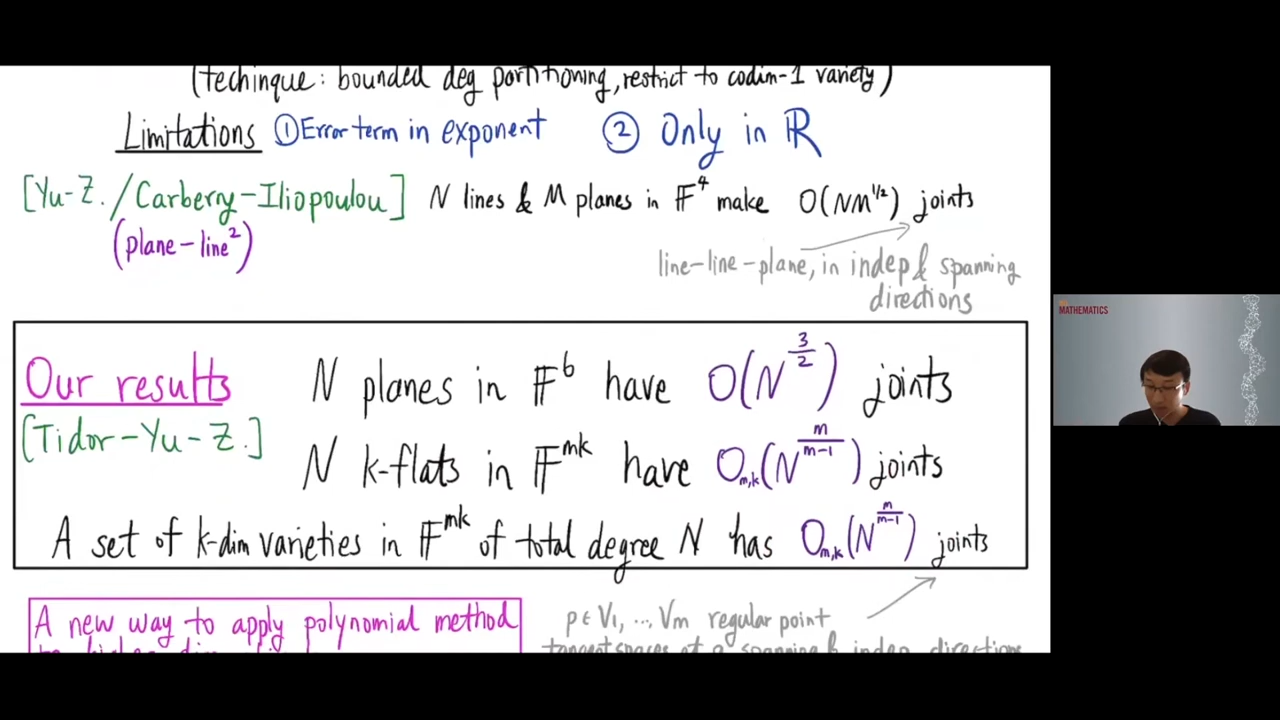 (techinque: bounded deg partitioning, restrict to codim-1 variety)
Limitations ① Error term in exponent ② Only in ℝ
[Yu-Z. / Carbery-Iliopoulou] N lines & M planes in 𝔽⁴ make O(NM^{1/2}) joints
(plane-line²)
line-line-plane, in indep & spanning
directions
MATHEMATICS
Our results N planes in 𝔽⁶ have O(N^{3/2}) joints
[Tidor-Yu-Z.] N k-flats in 𝔽^{mk} have O_{m,k}(N^{m/(m-1)}) joints
A set of k-dim varieties in 𝔽^{mk} of total degree N has O_{m,k}(N^{m/(m-1)}) joints
A new way to apply polynomial method
p ∈ V₁, ..., Vm regular point